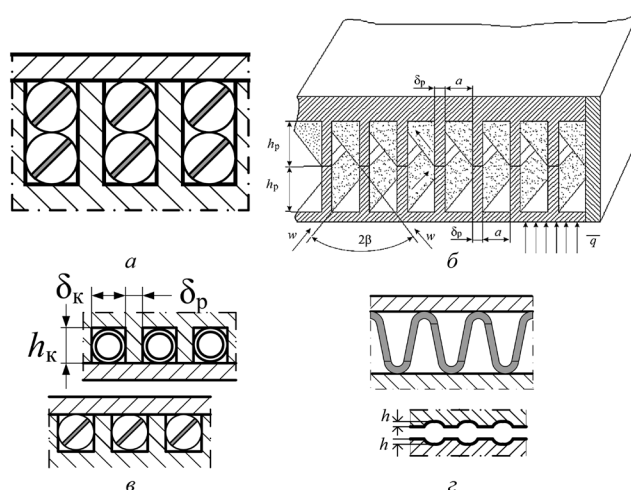 δр a
hр
hр
w 2β w δр a q
а б
δк δр
hк
h
h
в г